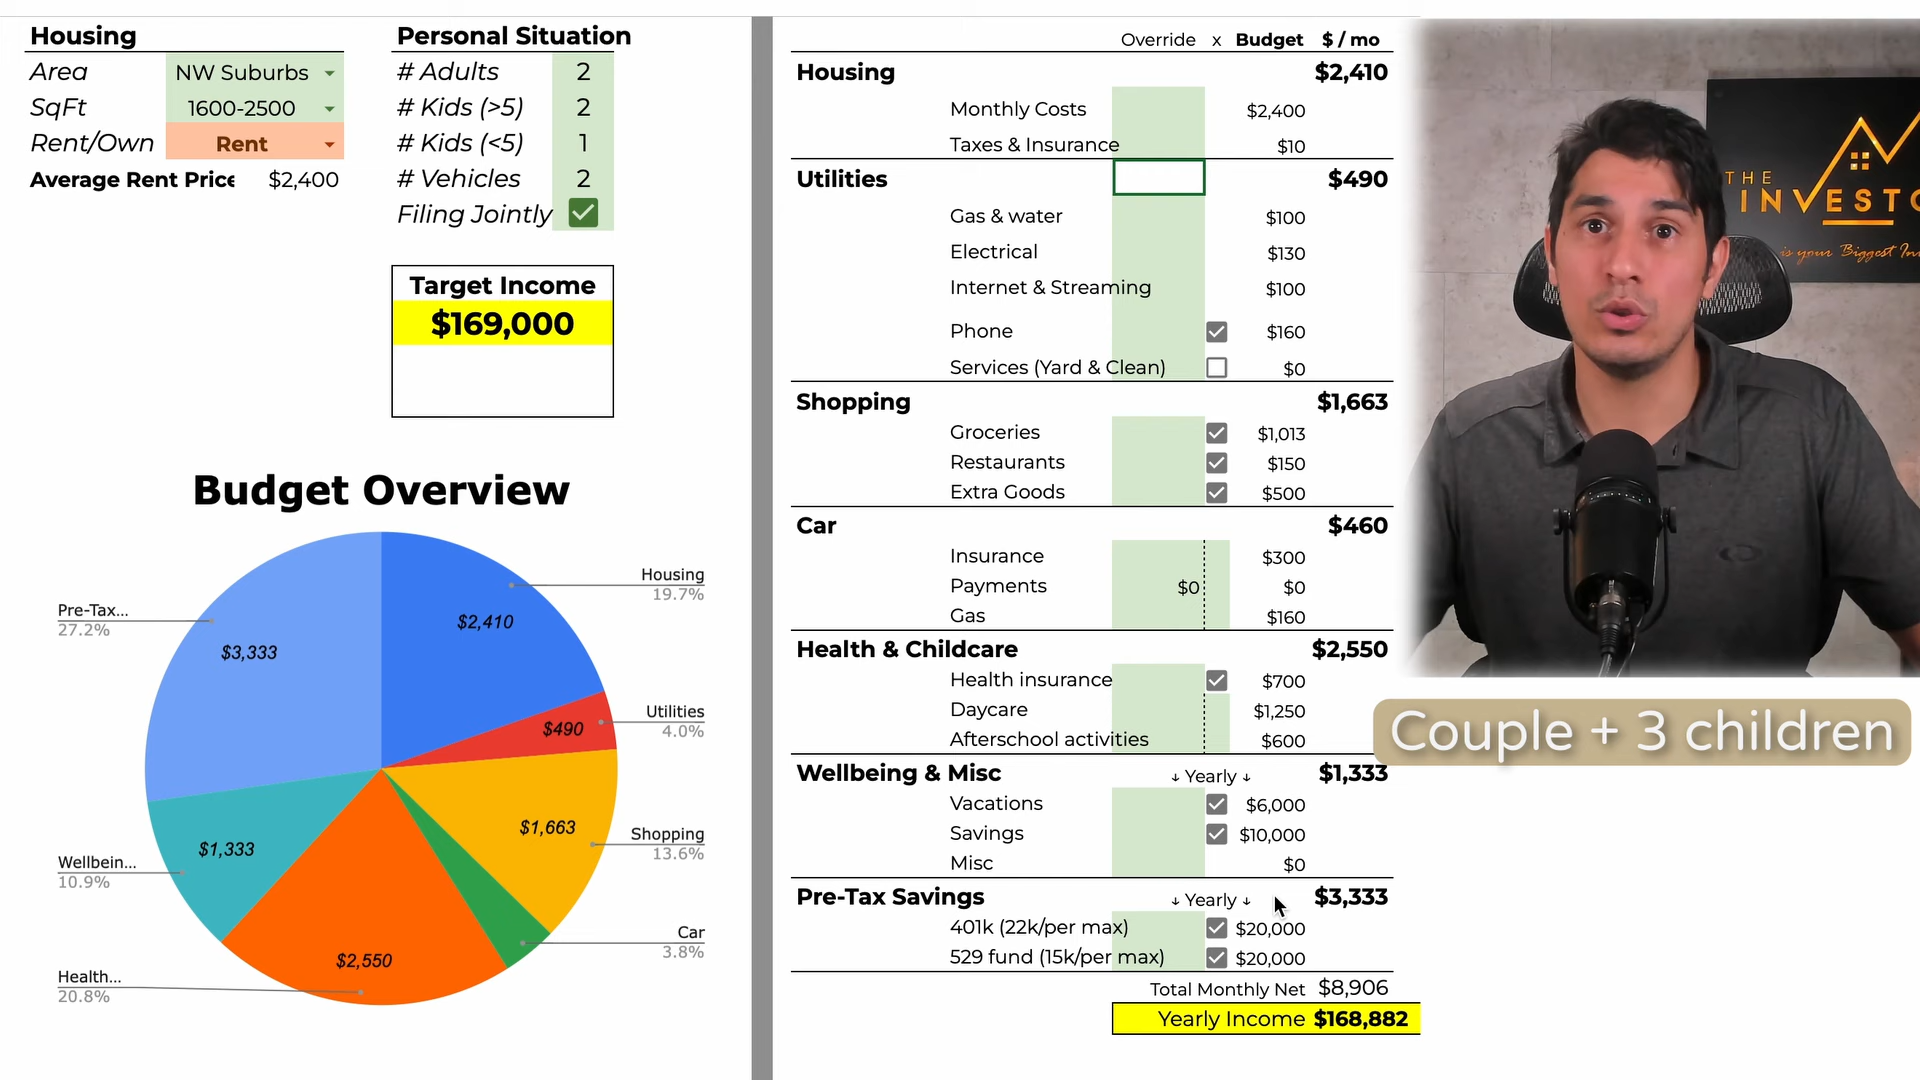 Housing
Area NW Suburbs
SqFt 1600-2500
Rent/Own Rent
Average Rent Price $2,400
Personal Situation
# Adults 2
# Kids (>5) 2
# Kids (<5) 1
# Vehicles 2
Filing Jointly
Target Income
$169,000
Budget Overview
Housing
19.7%
$2,410
Pre-Tax...
27.2%
$3,333
Utilities
4.0%
$490
Shopping
13.6%
$1,663
Wellbein...
10.9%
$1,333
Car
3.8%
Health...
20.8%
$2,550
Override x Budget $ / mo
Housing $2,410
Monthly Costs $2,400
Taxes & Insurance $10
Utilities $490
Gas & water $100
Electrical $130
Internet & Streaming $100
Phone $160
Services (Yard & Clean) $0
Shopping $1,663
Groceries $1,013
Restaurants $150
Extra Goods $500
Car $460
Insurance $300
Payments $0 $0
Gas $160
Health & Childcare $2,550
Health insurance $700
Daycare $1,250
Afterschool activities $600
Wellbeing & Misc ↓ Yearly ↓ $1,333
Vacations $6,000
Savings $10,000
Misc $0
Pre-Tax Savings ↓ Yearly ↓ $3,333
401k (22k/per max) $20,000
529 fund (15k/per max) $20,000
Total Monthly Net $8,906
Yearly Income $168,882
THE
INVESTO
is your Biggest In
Couple + 3 children